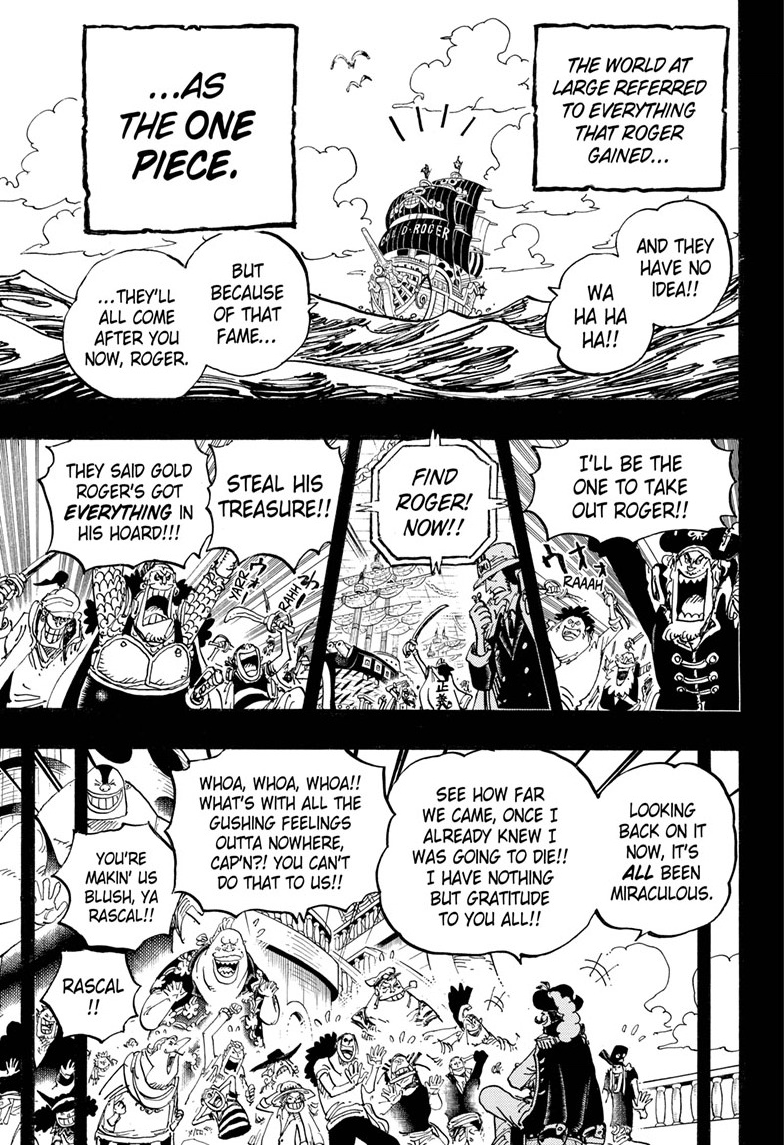 THE WORLD AT
LARGE REFERRED
TO EVERYTHING
THAT ROGER
GAINED...
...AS
THE ONE
PIECE.
AND THEY
HAVE NO
IDEA!!
WA
HA HA
HA!!
BUT
BECAUSE
OF THAT
FAME...
...THEY'LL
ALL COME
AFTER YOU
NOW, ROGER.
I'LL BE THE
ONE TO TAKE
OUT ROGER!!
ウオォ
RAAAH
FIND
ROGER!
NOW!!
正義
STEAL HIS
TREASURE!!
RAHH
YARR
THEY SAID GOLD
ROGER'S GOT
EVERYTHING IN
HIS HOARD!!!
LOOKING
BACK ON IT
NOW, IT'S
ALL BEEN
MIRACULOUS.
SEE HOW FAR
WE CAME, ONCE I
ALREADY KNEW I
WAS GOING TO DIE!!
I HAVE NOTHING
BUT GRATITUDE
TO YOU ALL!!
WHOA, WHOA, WHOA!!
WHAT'S WITH ALL THE
GUSHING FEELINGS
OUTTA NOWHERE,
CAP'N?! YOU CAN'T
DO THAT TO US!!
YOU'RE
MAKIN' US
BLUSH, YA
RASCAL!!
RASCAL
!!